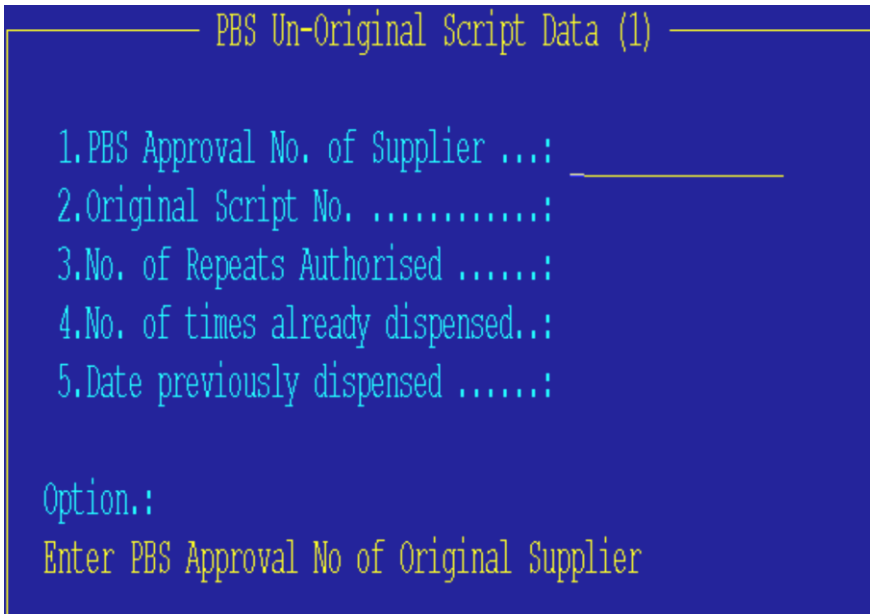 PBS Un-Original Script Data (1)
1.PBS Approval No. of Supplier ...:
2.Original Script No. ............:
3.No. of Repeats Authorised ......:
4.No. of times already dispensed..:
5.Date previously dispensed ......:
Option.:
Enter PBS Approval No of Original Supplier